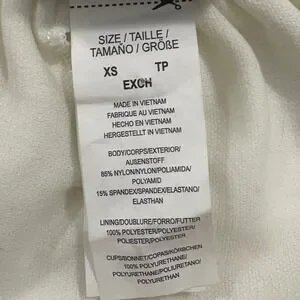 SIZE / TAILLE /
TAMAÑO / GRÖßE
XS TP
EXCH
MADE IN VIETNAM
FABRIQUE AU VIETNAM
HECHO EN VIETNAM
HERGESTELLT IN VIETNAM
BODY/CORPS/EXTERIOR/
AUSENSTOFF
85% NYLON/NYLON/POLIAMIDA/
POLYAMID
15% SPANDEX/SPANDEX/ELASTANO/
ELASTHAN
LINING/DOUBLURE/FORRO/FUTTER
100% POLYESTER/POLYESTER/
POLIESTER/POLYESTER
CUPS/BONNET/COPAS/KÖRBCHEN
100% POLYURETHANE/
POLYURÉTHANE/POLIURETANO/
POLYURETHAN